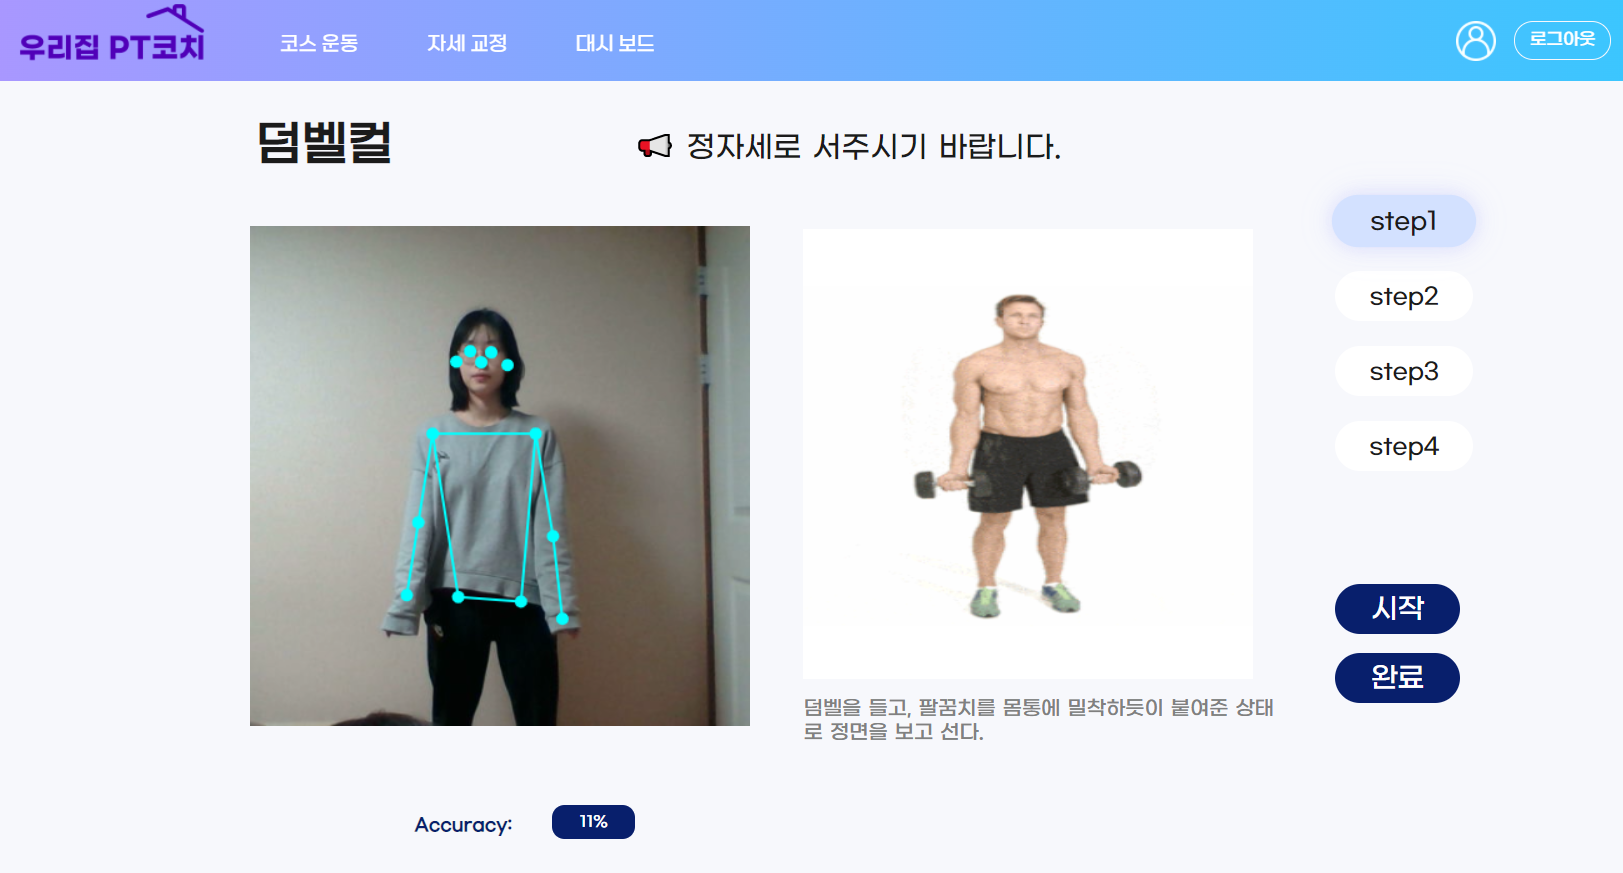 우리집 PT코치
코스 운동
자세 교정
대시 보드
로그아웃
덤벨컬
정자세로 서주시기 바랍니다.
step1
step2
step3
step4
시작
완료
덤벨을 들고, 팔꿈치를 몸통에 밀착하듯이 붙여준 상태
로 정면을 보고 선다.
Accuracy:
11%